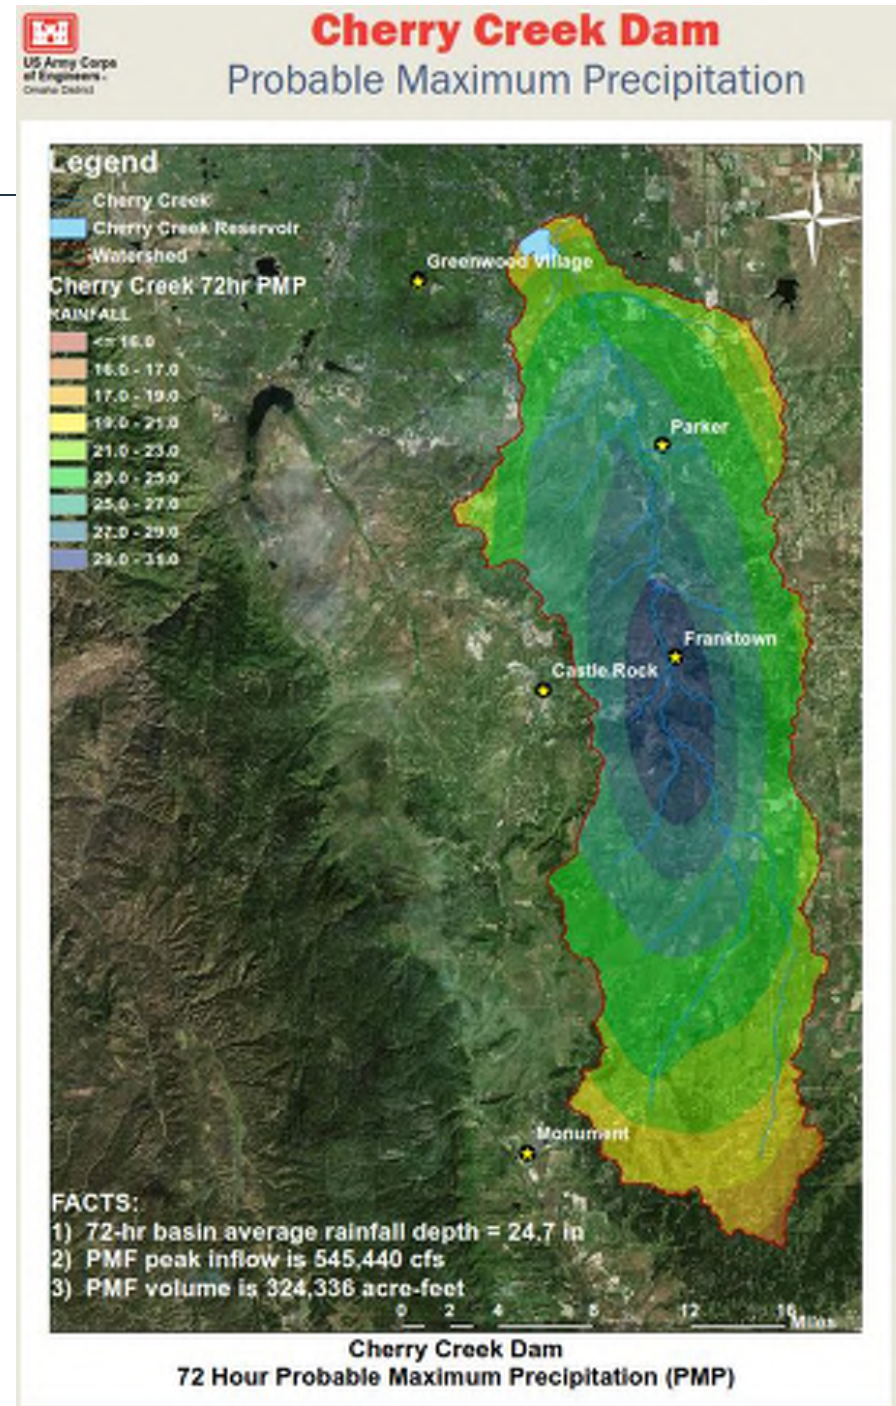 Cherry Creek Dam
Probable Maximum Precipitation
US Army Corps
of Engineers®
Omaha District
Legend
Cherry Creek
Cherry Creek Reservoir
Watershed
Cherry Creek 72hr PMP
RAINFALL
<= 16.0
16.0 - 17.0
17.0 - 19.0
19.0 - 21.0
21.0 - 23.0
23.0 - 25.0
25.0 - 27.0
27.0 - 29.0
29.0 - 31.0
N
Greenwood Village
Parker
Franktown
Castle Rock
Monument
FACTS:
1) 72-hr basin average rainfall depth = 24.7 in
2) PMF peak inflow is 545,440 cfs
3) PMF volume is 324,336 acre-feet
0 2 4 8 12 16
Miles
Cherry Creek Dam
72 Hour Probable Maximum Precipitation (PMP)